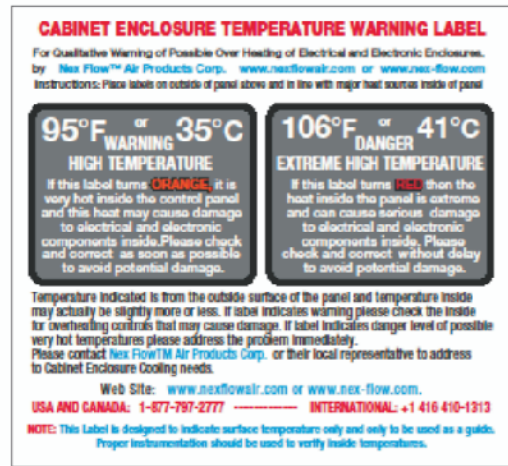 CABINET ENCLOSURE TEMPERATURE WARNING LABEL
For Qualitative Warning of Possible Over Heating of Electrical and Electronic Enclosures.
by Nex Flow™ Air Products Corp. www.nexflowair.com or www.nex-flow.com
Instructions: Place labels on outside of panel above and in line with major heat sources inside of panel
95°F or 35°C
WARNING
HIGH TEMPERATURE
If this label turns ORANGE, it is
very hot inside the control panel
and this heat may cause damage
to electrical and electronic
components inside.Please check
and correct as soon as possible
to avoid potential damage.
106°F or 41°C
DANGER
EXTREME HIGH TEMPERATURE
If this label turns RED then the
heat inside the panel is extreme
and can cause serious damage
to electrical and electronic
components inside. Please
check and correct without delay
to avoid potential damage.
Temperature indicated is from the outside surface of the panel and temperature inside
may actually be slightly more or less. If label indicates warning please check the inside
for overheating controls that may cause damage. If label indicates danger level of possible
very hot temperatures please address the problem immediately.
Please contact Nex FlowTM Air Products Corp. or their local representative to address
to Cabinet Enclosure Cooling needs.
Web Site: www.nexflowair.com or www.nex-flow.com.
USA AND CANADA: 1-877-797-2777 -------------- INTERNATIONAL: +1 416 410-1313
NOTE: This Label is designed to indicate surface temperature only and only to be used as a guide.
Proper instrumentation should be used to verify inside temperatures.